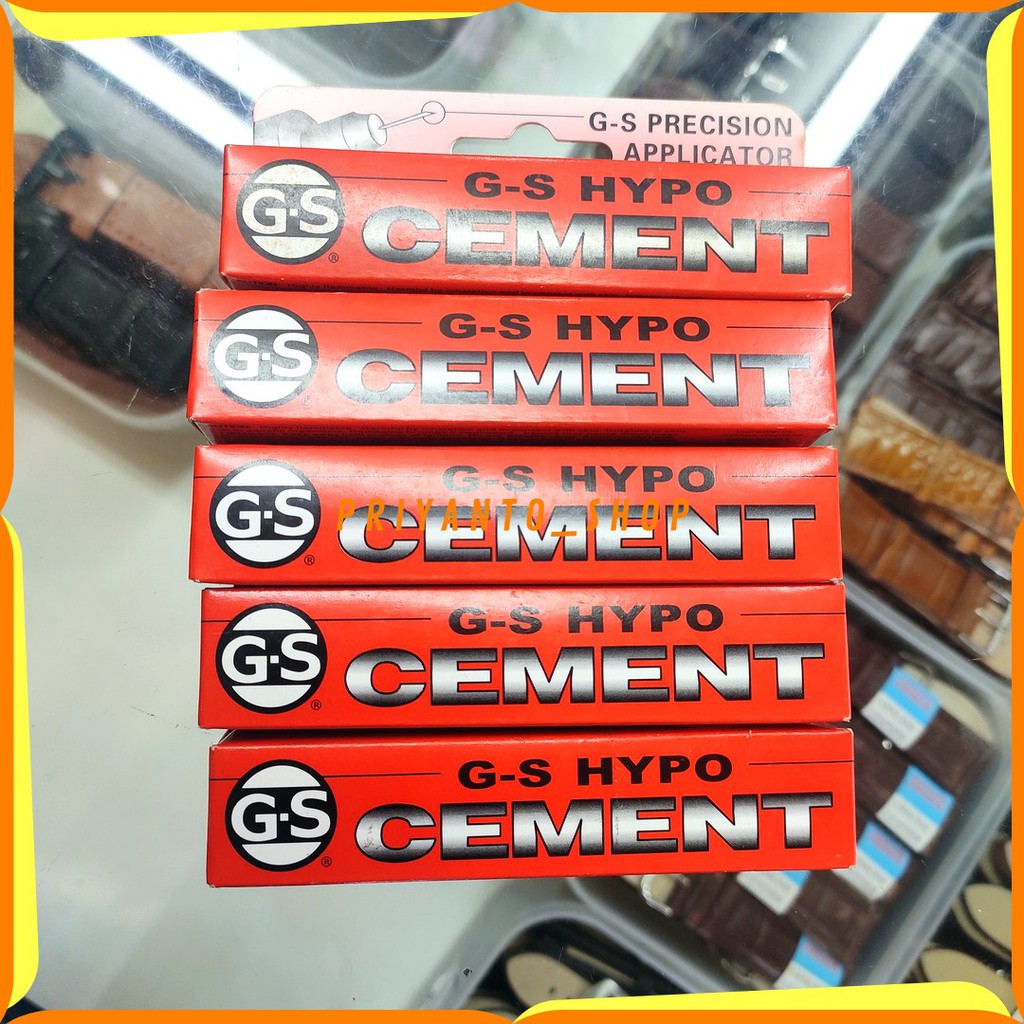 G-S PRECISION
APPLICATOR
G-S HYPO
G·S
®
CEMENT
G-S HYPO
G·S
CEMENT
G-S HYPO
G·S
®
PRIYANTO_SHOP
CEMENT
G-S HYPO
G·S
®
CEMENT
G-S HYPO
G·S
®
CEMENT